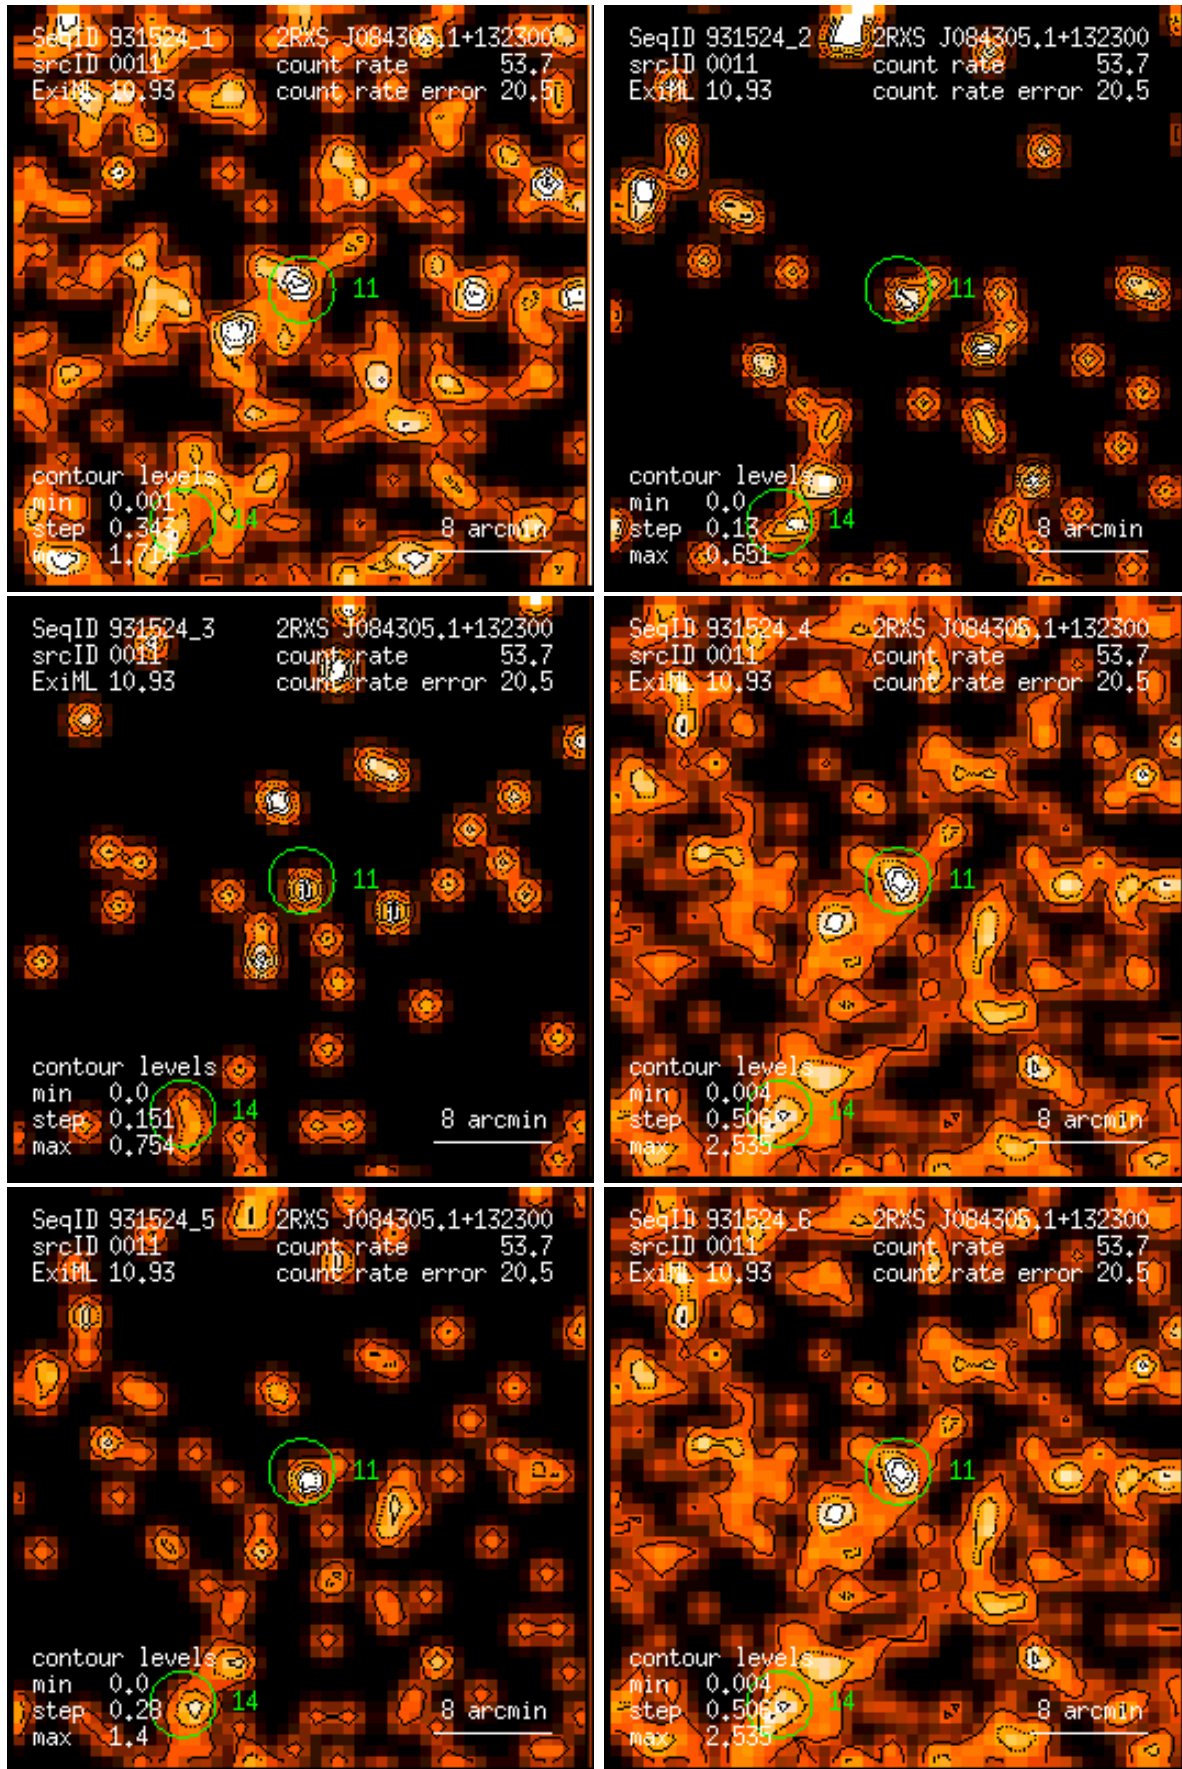 SeqID 931524_1 2RXS J084305.1+132300
srcID 0011 count rate 53.7
ExiML 10.93 count rate error 20.5
11
contour levels
min 0.001
step 0.343
14
8 arcmin
max 1.714
SeqID 931524_2 2RXS J084305.1+132300
srcID 0011 count rate 53.7
ExiML 10.93 count rate error 20.5
11
contour levels
min 0.0
step 0.13
14
8 arcmin
max 0.651
SeqID 931524_3 2RXS J084305.1+132300
srcID 0011 count rate 53.7
ExiML 10.93 count rate error 20.5
11
contour levels
min 0.0
step 0.151
14
8 arcmin
max 0.754
SeqID 931524_4 2RXS J084305.1+132300
srcID 0011 count rate 53.7
ExiML 10.93 count rate error 20.5
11
contour levels
min 0.004
step 0.506
14
8 arcmin
max 2.535
SeqID 931524_5 2RXS J084305.1+132300
srcID 0011 count rate 53.7
ExiML 10.93 count rate error 20.5
11
contour levels
min 0.0
step 0.28
14
8 arcmin
max 1.4
SeqID 931524_6 2RXS J084305.1+132300
srcID 0011 count rate 53.7
ExiML 10.93 count rate error 20.5
11
contour levels
min 0.004
step 0.506
14
8 arcmin
max 2.535